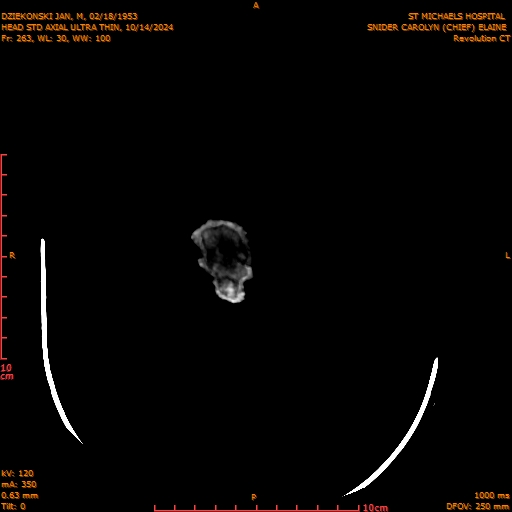 A
DZIEKONSKI JAN, M, 02/18/1953
HEAD STD AXIAL ULTRA THIN, 10/14/2024
Fr: 263, WL: 30, WW: 100
ST MICHAELS HOSPITAL
SNIDER CAROLYN (CHIEF) ELAINE
Revolution CT
R
L
10
cm
kV: 120
mA: 350
0.63 mm
Tilt: 0
P
10cm
1000 ms
DFOV: 250 mm